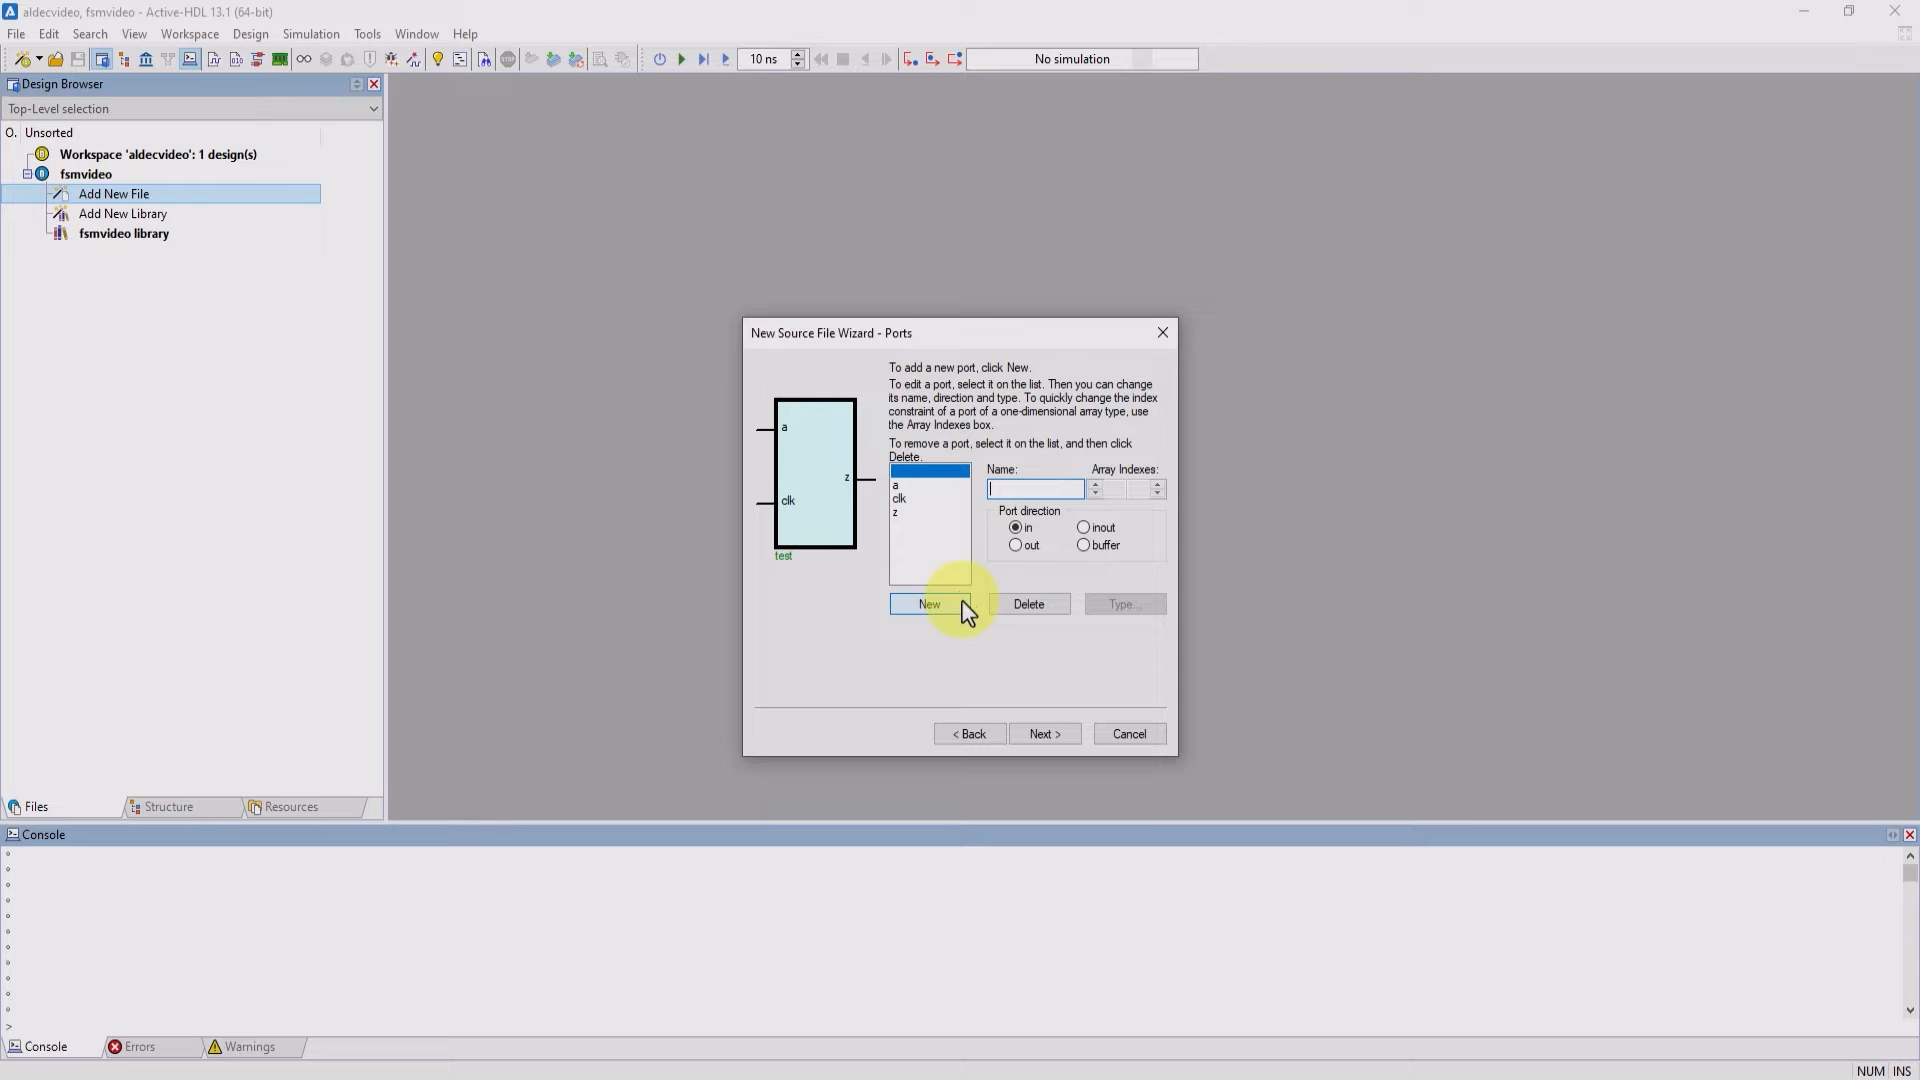 aldecvideo, fsmvideo - Active-HDL 13.1 (64-bit)
File Edit Search View Workspace Design Simulation Tools Window Help
10 ns
No simulation
Design Browser
Top-Level selection
O. Unsorted
Workspace 'aldecvideo': 1 design(s)
fsmvideo
Add New File
Add New Library
fsmvideo library
New Source File Wizard - Ports
To add a new port, click New.
To edit a port, select it on the list. Then you can change
its name, direction and type. To quickly change the index
constraint of a port of a one-dimensional array type, use
the Array Indexes box.
To remove a port, select it on the list, and then click
Delete.
a
z
clk
test
a
clk
z
Name: Array Indexes:
Port direction
in inout
out buffer
New Delete Type...
< Back Next > Cancel
Files Structure Resources
Console
>
Console Errors Warnings
NUM INS